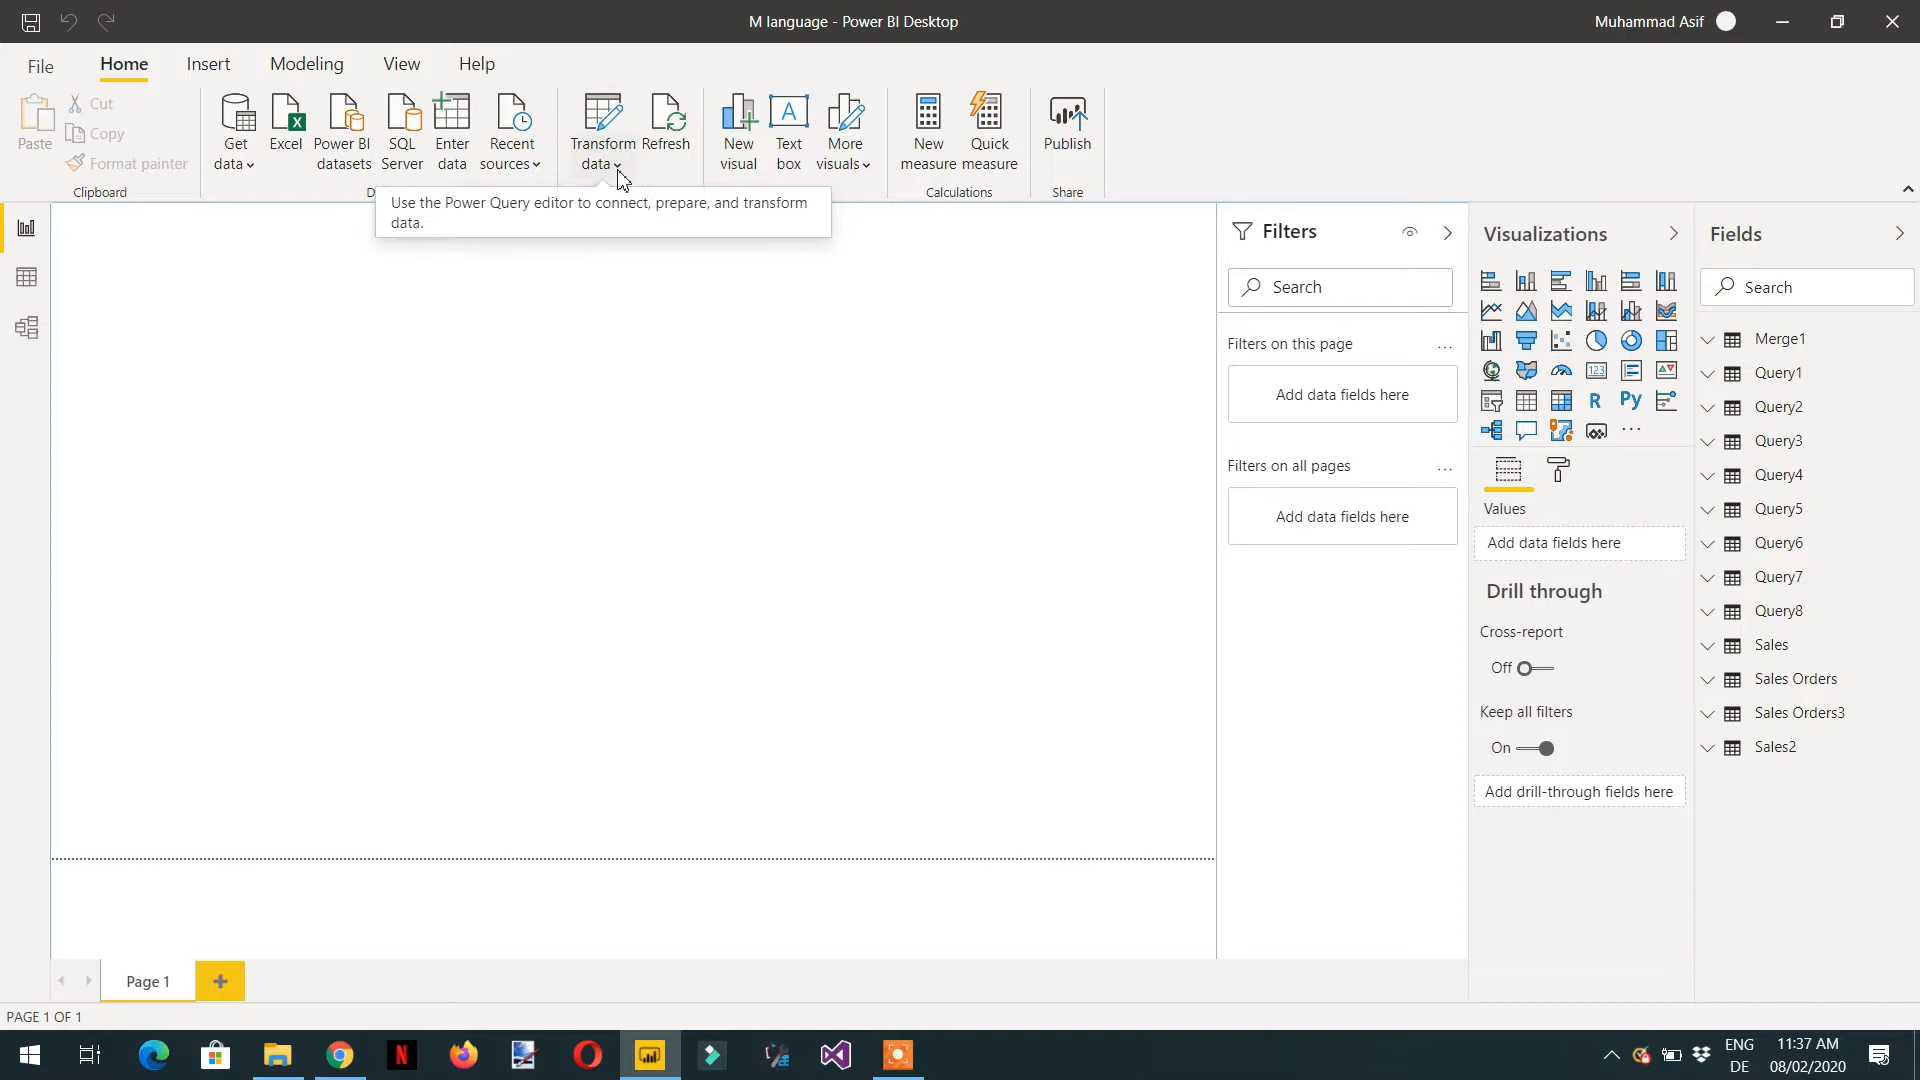 M language - Power BI Desktop
Muhammad Asif
File
Home
Insert
Modeling
View
Help
Paste
Cut
Copy
Format painter
Clipboard
Get
data
Excel
Power BI
datasets
SQL
Server
Enter
data
Recent
sources
Transform
data
Refresh
New
visual
Text
box
More
visuals
New
measure
Quick
measure
Calculations
Publish
Share
Use the Power Query editor to connect, prepare, and transform
data.
Filters
Search
Filters on this page
...
Add data fields here
Filters on all pages
...
Add data fields here
Visualizations
123
R
Py
...
Values
Add data fields here
Drill through
Cross-report
Off
Keep all filters
On
Add drill-through fields here
Fields
Search
Merge1
Query1
Query2
Query3
Query4
Query5
Query6
Query7
Query8
Sales
Sales Orders
Sales Orders3
Sales2
Page 1
PAGE 1 OF 1
ENG
DE
11:37 AM
08/02/2020